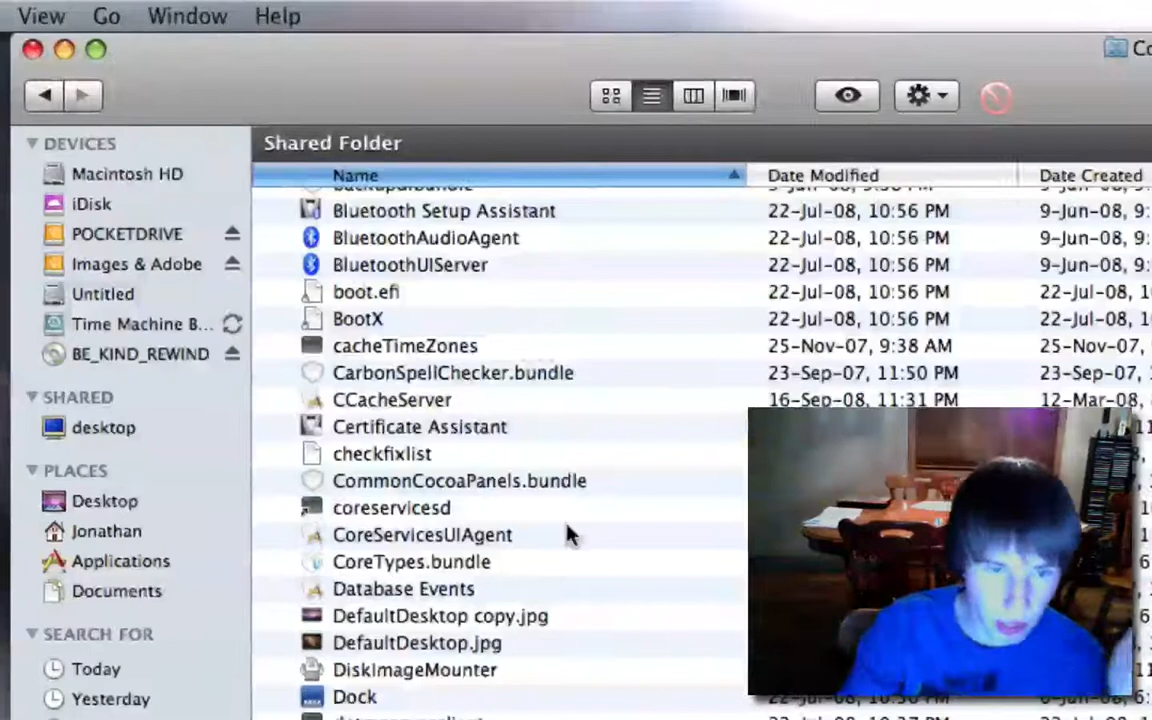 View Go Window Help
Co
Shared Folder
DEVICES
Macintosh HD
iDisk
POCKETDRIVE
Images & Adobe
Untitled
Time Machine B...
BE_KIND_REWIND
SHARED
desktop
PLACES
Desktop
Jonathan
Applications
Documents
SEARCH FOR
Today
Yesterday
Name Date Modified Date Created
Bluetooth Setup Assistant 22-Jul-08, 10:56 PM 9-Jun-08, 9:
BluetoothAudioAgent 22-Jul-08, 10:56 PM 9-Jun-08, 9:
BluetoothUIServer 22-Jul-08, 10:56 PM 9-Jun-08, 9:
boot.efi 22-Jul-08, 10:56 PM 22-Jul-08, 1
BootX 22-Jul-08, 10:56 PM 22-Jul-08, 1
cacheTimeZones 25-Nov-07, 9:38 AM 25-Nov-07,
CarbonSpellChecker.bundle 23-Sep-07, 11:50 PM 23-Sep-07,
CCacheServer 16-Sep-08, 11:31 PM 12-Mar-08,
Certificate Assistant
checkfixlist
CommonCocoaPanels.bundle
coreservicesd
CoreServicesUIAgent
CoreTypes.bundle
Database Events
DefaultDesktop copy.jpg
DefaultDesktop.jpg
DiskImageMounter
Dock